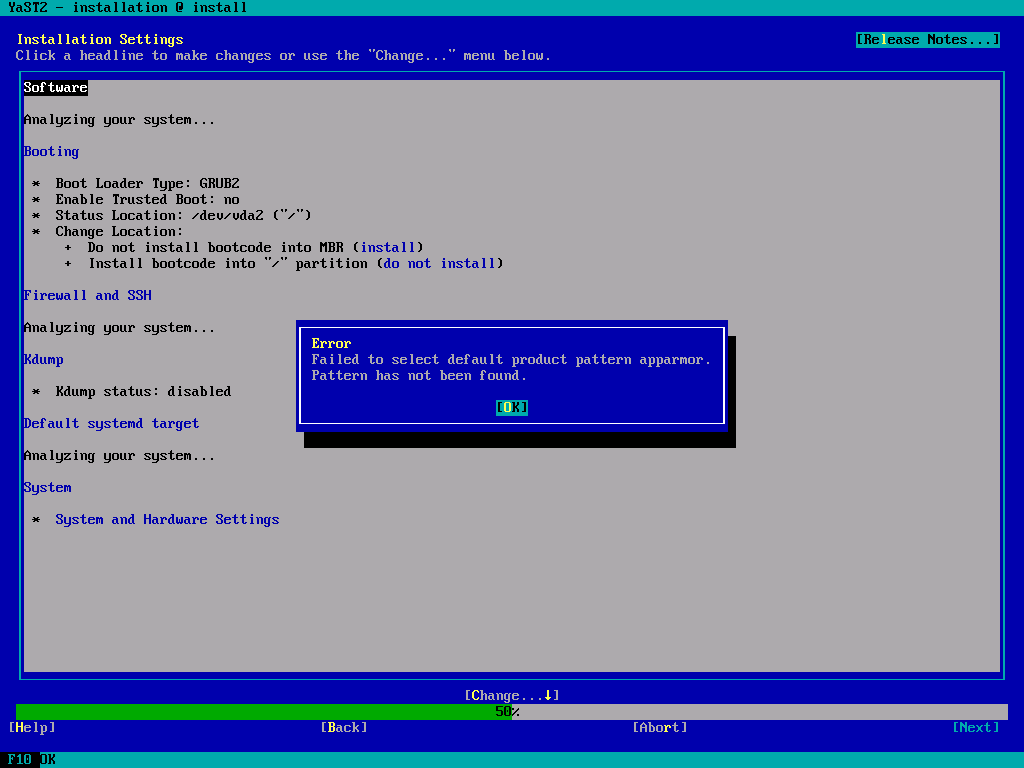 YaST2 - installation @ install
Installation Settings
[Release Notes...]
Click a headline to make changes or use the "Change..." menu below.
Software
Analyzing your system...
Booting
* Boot Loader Type: GRUB2
* Enable Trusted Boot: no
* Status Location: /dev/vda2 ("/")
* Change Location:
+ Do not install bootcode into MBR (install)
+ Install bootcode into "/" partition (do not install)
Firewall and SSH
Analyzing your system...
Kdump
* Kdump status: disabled
Default systemd target
Analyzing your system...
System
* System and Hardware Settings
Error
Failed to select default product pattern apparmor.
Pattern has not been found.
[OK]
[Change...↓]
50%
[Help] [Back] [Abort] [Next]
F10 OK